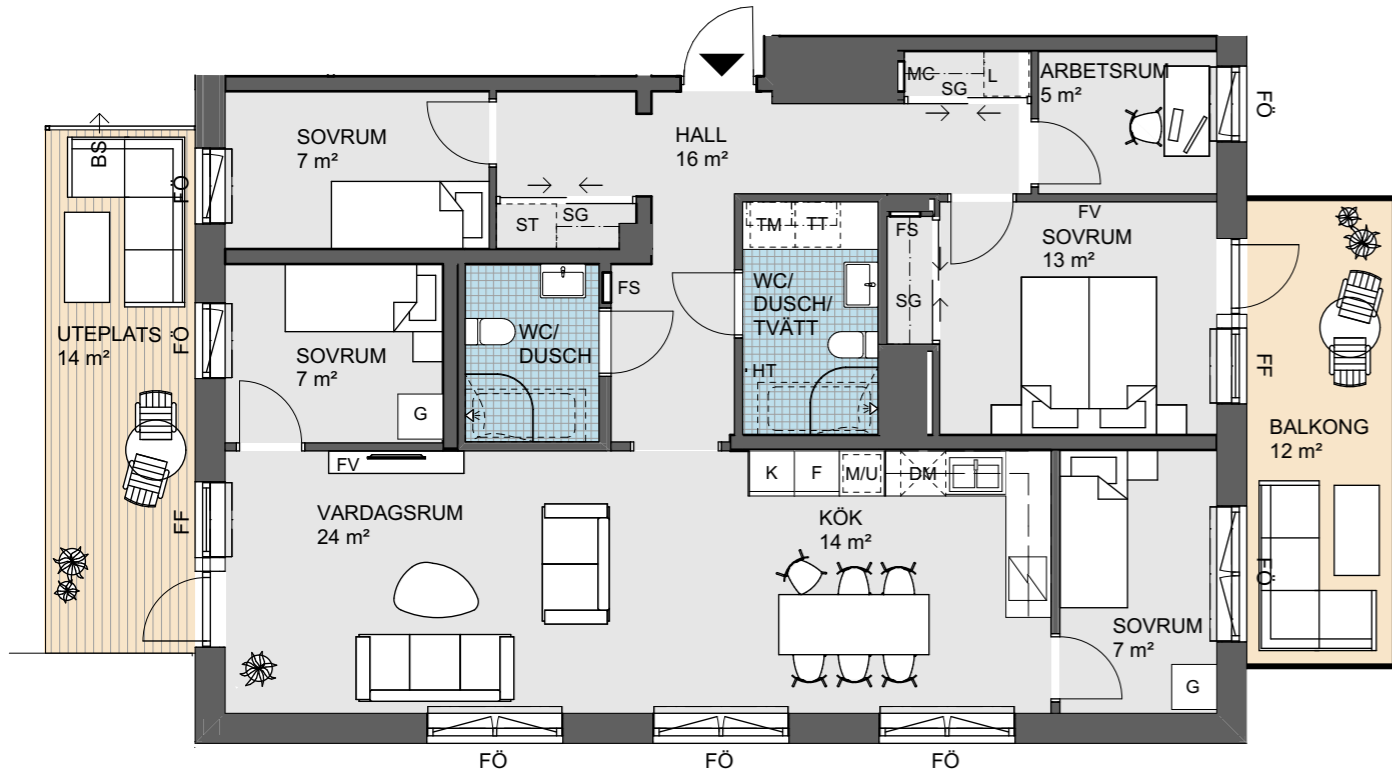 MC
L
SG
ARBETSRUM
5 m²
FÖ
SOVRUM
7 m²
HALL
16 m²
BS
FÖ
ST
SG
TM
TT
FS
FV
SOVRUM
13 m²
SG
WC/
DUSCH/
TVÄTT
HT
FS
WC/
DUSCH
UTEPLATS
14 m²
FÖ
SOVRUM
7 m²
G
FF
BALKONG
12 m²
FV
K
F
M/U
DM
VARDAGSRUM
24 m²
KÖK
14 m²
FF
FÖ
SOVRUM
7 m²
G
FÖ
FÖ
FÖ